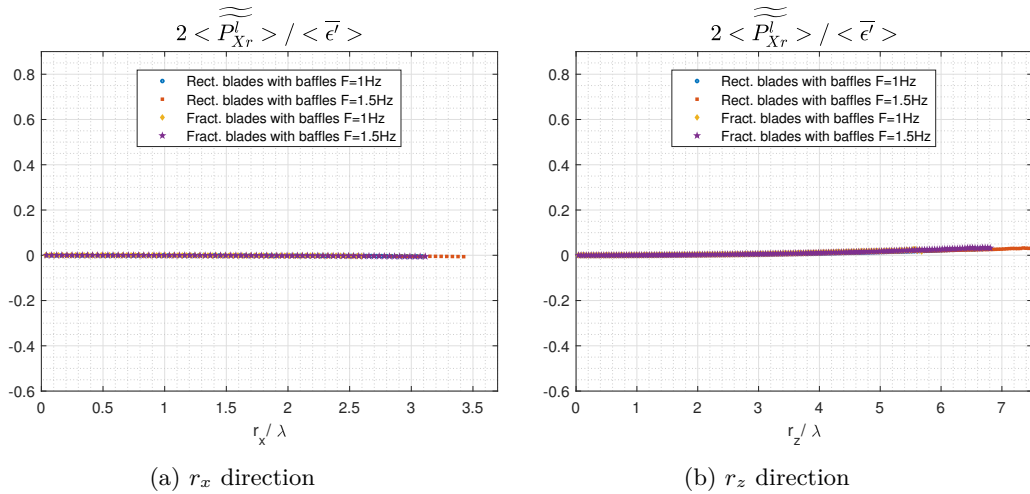 2 < \widetilde{\widetilde{P^l_{Xr}}} > / < \overline{\epsilon'} >
0.8
0.6
0.4
0.2
0
-0.2
-0.4
-0.6
Rect. blades with baffles F=1Hz
Rect. blades with baffles F=1.5Hz
Fract. blades with baffles F=1Hz
Fract. blades with baffles F=1.5Hz
0 0.5 1 1.5 2 2.5 3 3.5
r_x / λ
(a) r_x direction
2 < \widetilde{\widetilde{P^l_{Xr}}} > / < \overline{\epsilon'} >
0.8
0.6
0.4
0.2
0
-0.2
-0.4
-0.6
Rect. blades with baffles F=1Hz
Rect. blades with baffles F=1.5Hz
Fract. blades with baffles F=1Hz
Fract. blades with baffles F=1.5Hz
0 1 2 3 4 5 6 7
r_z / λ
(b) r_z direction